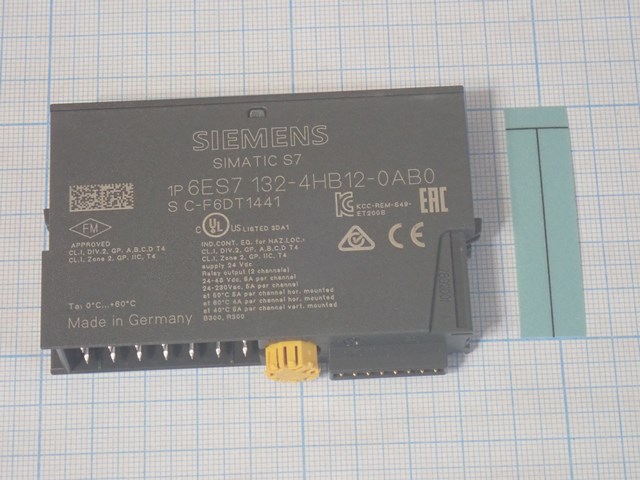 SIEMENS
SIMATIC S7
1P 6ES7 132-4HB12-0AB0
S C-F6DT1441
KCC-REM-S49-
ET200S
EAC
FM
APPROVED
CL.I, DIV.2, GP. A,B,C,D T4
CL.I, Zone 2, GP. IIC, T4
C UL US LISTED 9DA1
IND.CONT. EQ. for HAZ.LOC.:
CL.I, DIV.2, GP. A,B,C,D T4
CL.I, Zone 2, GP. IIC, T4
supply 24 Vdc
Relay output (2 channels)
24-48 Vdc, 5A per channel
24-230Vac, 5A per channel
at 50°C 5A per channel hor. mounted
at 60°C 4A per channel hor. mounted
at 40°C 5A per channel vert. mounted
B300, R300
CE
Ta: 0°C...+60°C
Made in Germany